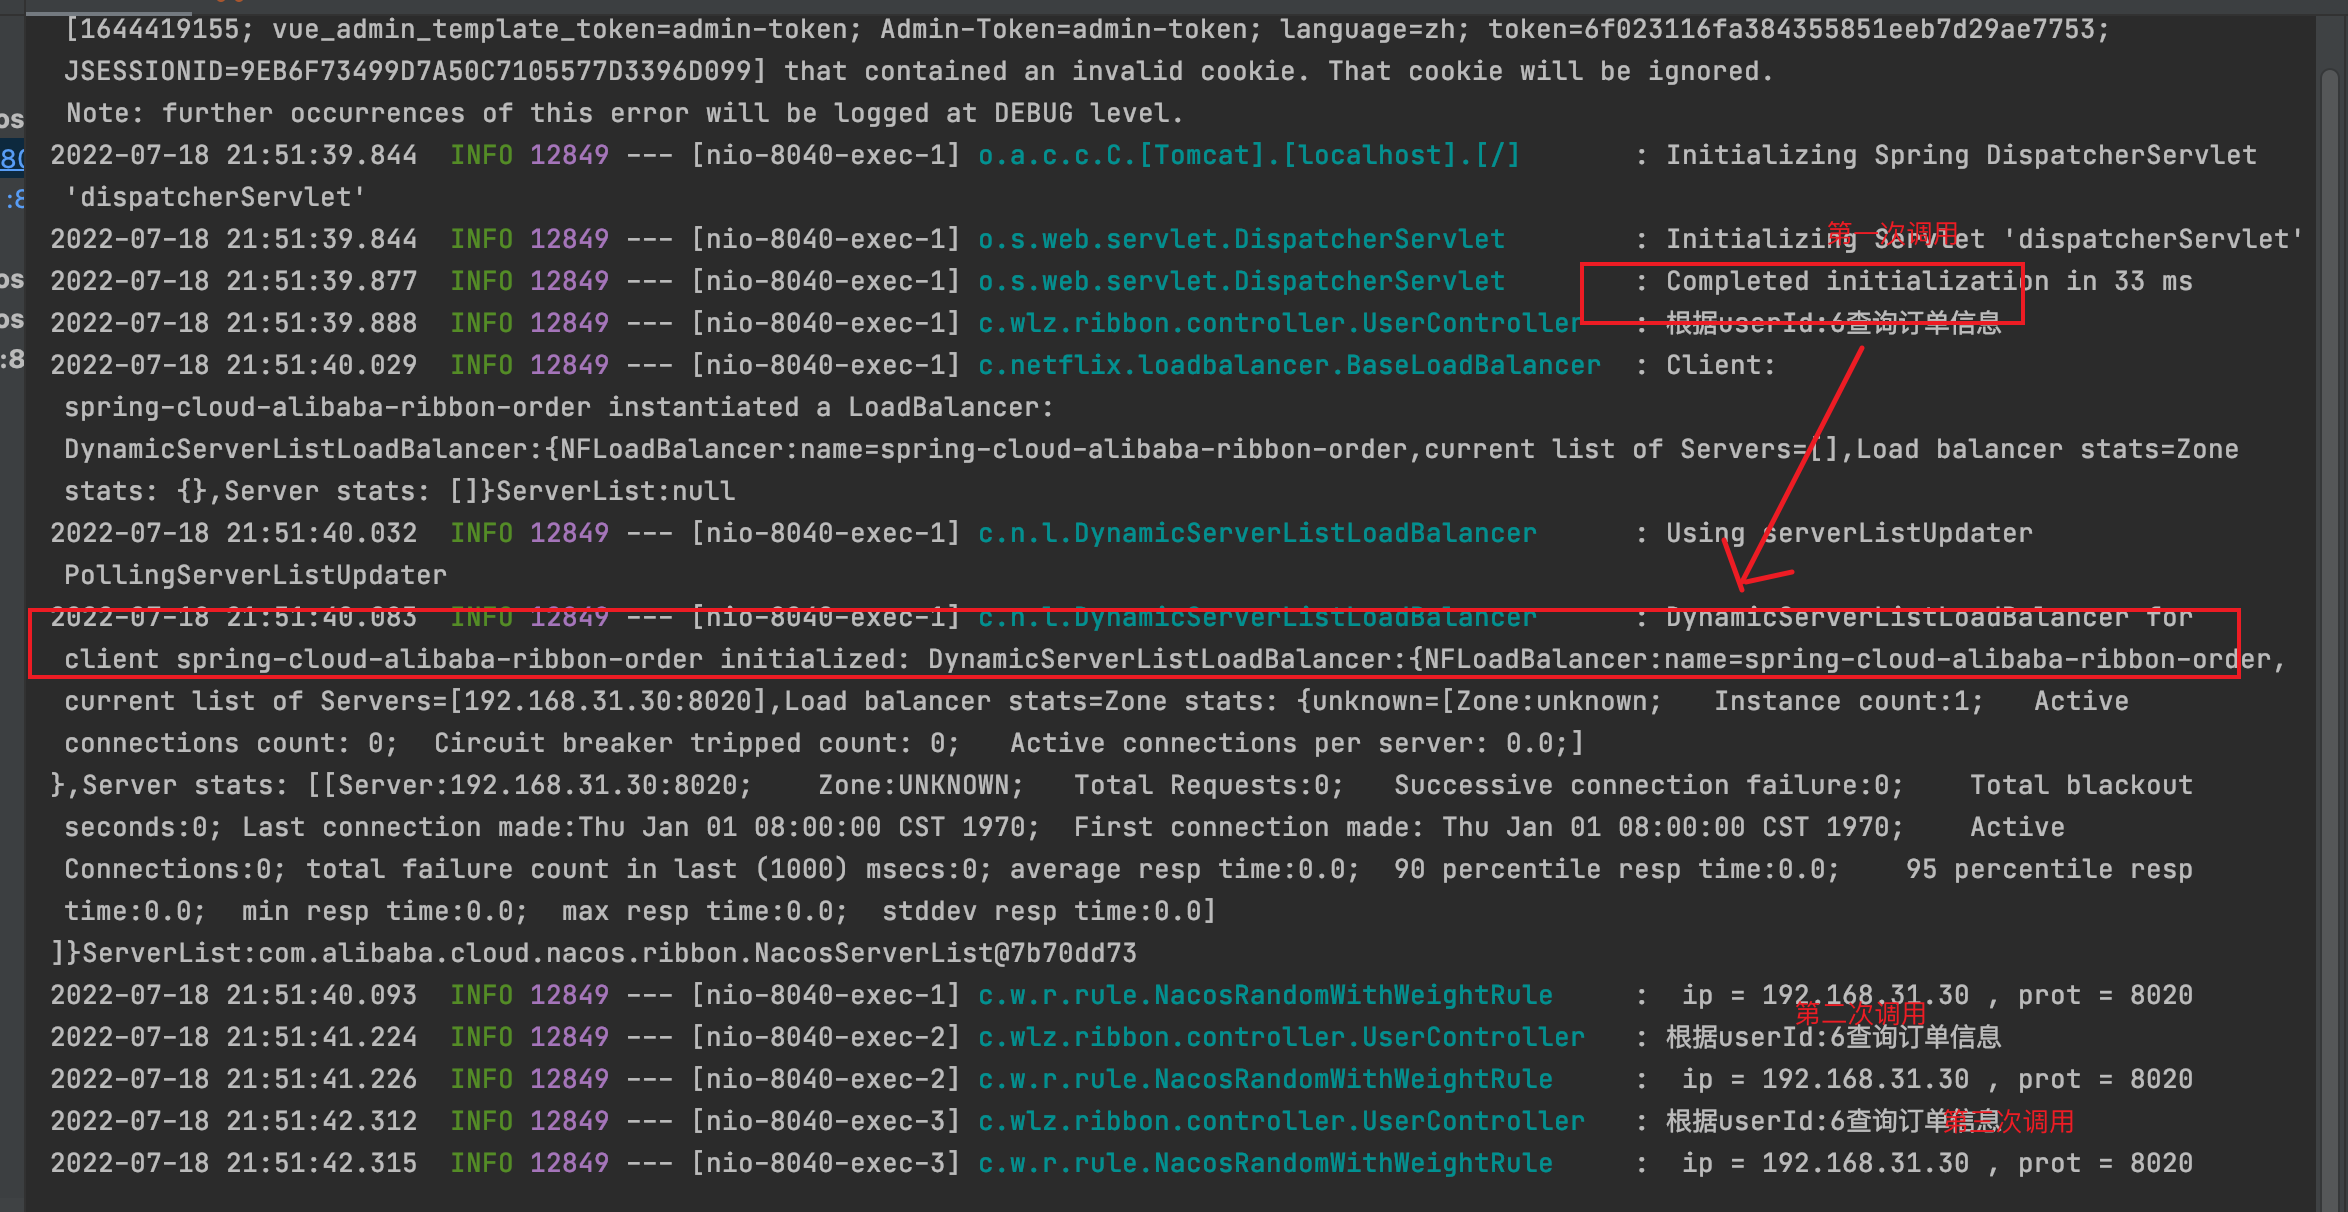 [1644419155; vue_admin_template_token=admin-token; Admin-Token=admin-token; language=zh; token=6f023116fa384355851eeb7d29ae7753;
JSESSIONID=9EB6F73499D7A50C7105577D3396D099] that contained an invalid cookie. That cookie will be ignored.
Note: further occurrences of this error will be logged at DEBUG level.
os
2022-07-18 21:51:39.844  INFO 12849 --- [nio-8040-exec-1] o.a.c.c.C.[Tomcat].[localhost].[/]       : Initializing Spring DispatcherServlet
80
'dispatcherServlet'
:8
第一次调用
2022-07-18 21:51:39.844  INFO 12849 --- [nio-8040-exec-1] o.s.web.servlet.DispatcherServlet        : Initializing Servlet 'dispatcherServlet'
os
2022-07-18 21:51:39.877  INFO 12849 --- [nio-8040-exec-1] o.s.web.servlet.DispatcherServlet        : Completed initialization in 33 ms
os
2022-07-18 21:51:39.888  INFO 12849 --- [nio-8040-exec-1] c.wlz.ribbon.controller.UserController   : 根据userId:6查询订单信息
:8
2022-07-18 21:51:40.029  INFO 12849 --- [nio-8040-exec-1] c.netflix.loadbalancer.BaseLoadBalancer  : Client:
spring-cloud-alibaba-ribbon-order instantiated a LoadBalancer:
DynamicServerListLoadBalancer:{NFLoadBalancer:name=spring-cloud-alibaba-ribbon-order,current list of Servers=[],Load balancer stats=Zone
stats: {},Server stats: []}ServerList:null
2022-07-18 21:51:40.032  INFO 12849 --- [nio-8040-exec-1] c.n.l.DynamicServerListLoadBalancer      : Using serverListUpdater
PollingServerListUpdater
2022-07-18 21:51:40.083  INFO 12849 --- [nio-8040-exec-1] c.n.l.DynamicServerListLoadBalancer      : DynamicServerListLoadBalancer for
client spring-cloud-alibaba-ribbon-order initialized: DynamicServerListLoadBalancer:{NFLoadBalancer:name=spring-cloud-alibaba-ribbon-order,
current list of Servers=[192.168.31.30:8020],Load balancer stats=Zone stats: {unknown=[Zone:unknown;   Instance count:1;   Active
connections count: 0;  Circuit breaker tripped count: 0;   Active connections per server: 0.0;]
},Server stats: [[Server:192.168.31.30:8020;    Zone:UNKNOWN;   Total Requests:0;   Successive connection failure:0;    Total blackout
seconds:0; Last connection made:Thu Jan 01 08:00:00 CST 1970;  First connection made: Thu Jan 01 08:00:00 CST 1970;    Active
Connections:0; total failure count in last (1000) msecs:0; average resp time:0.0;  90 percentile resp time:0.0;    95 percentile resp
time:0.0;  min resp time:0.0;  max resp time:0.0;  stddev resp time:0.0]
]}ServerList:com.alibaba.cloud.nacos.ribbon.NacosServerList@7b70dd73
2022-07-18 21:51:40.093  INFO 12849 --- [nio-8040-exec-1] c.w.r.rule.NacosRandomWithWeightRule     :  ip = 192.168.31.30 , prot = 8020
第二次调用
2022-07-18 21:51:41.224  INFO 12849 --- [nio-8040-exec-2] c.wlz.ribbon.controller.UserController   : 根据userId:6查询订单信息
2022-07-18 21:51:41.226  INFO 12849 --- [nio-8040-exec-2] c.w.r.rule.NacosRandomWithWeightRule     :  ip = 192.168.31.30 , prot = 8020
2022-07-18 21:51:42.312  INFO 12849 --- [nio-8040-exec-3] c.wlz.ribbon.controller.UserController   : 根据userId:6查询订单信息
第三次调用
2022-07-18 21:51:42.315  INFO 12849 --- [nio-8040-exec-3] c.w.r.rule.NacosRandomWithWeightRule     :  ip = 192.168.31.30 , prot = 8020